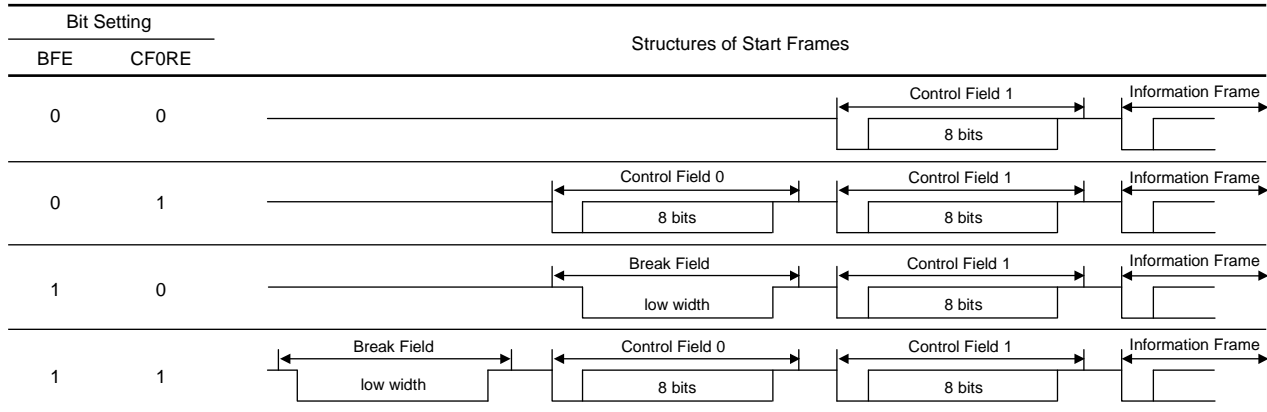 Bit Setting
Structures of Start Frames
BFE CF0RE
0 0
Control Field 1 Information Frame
8 bits
0 1
Control Field 0 Control Field 1 Information Frame
8 bits 8 bits
1 0
Break Field Control Field 1 Information Frame
low width 8 bits
1 1
Break Field Control Field 0 Control Field 1 Information Frame
low width 8 bits 8 bits